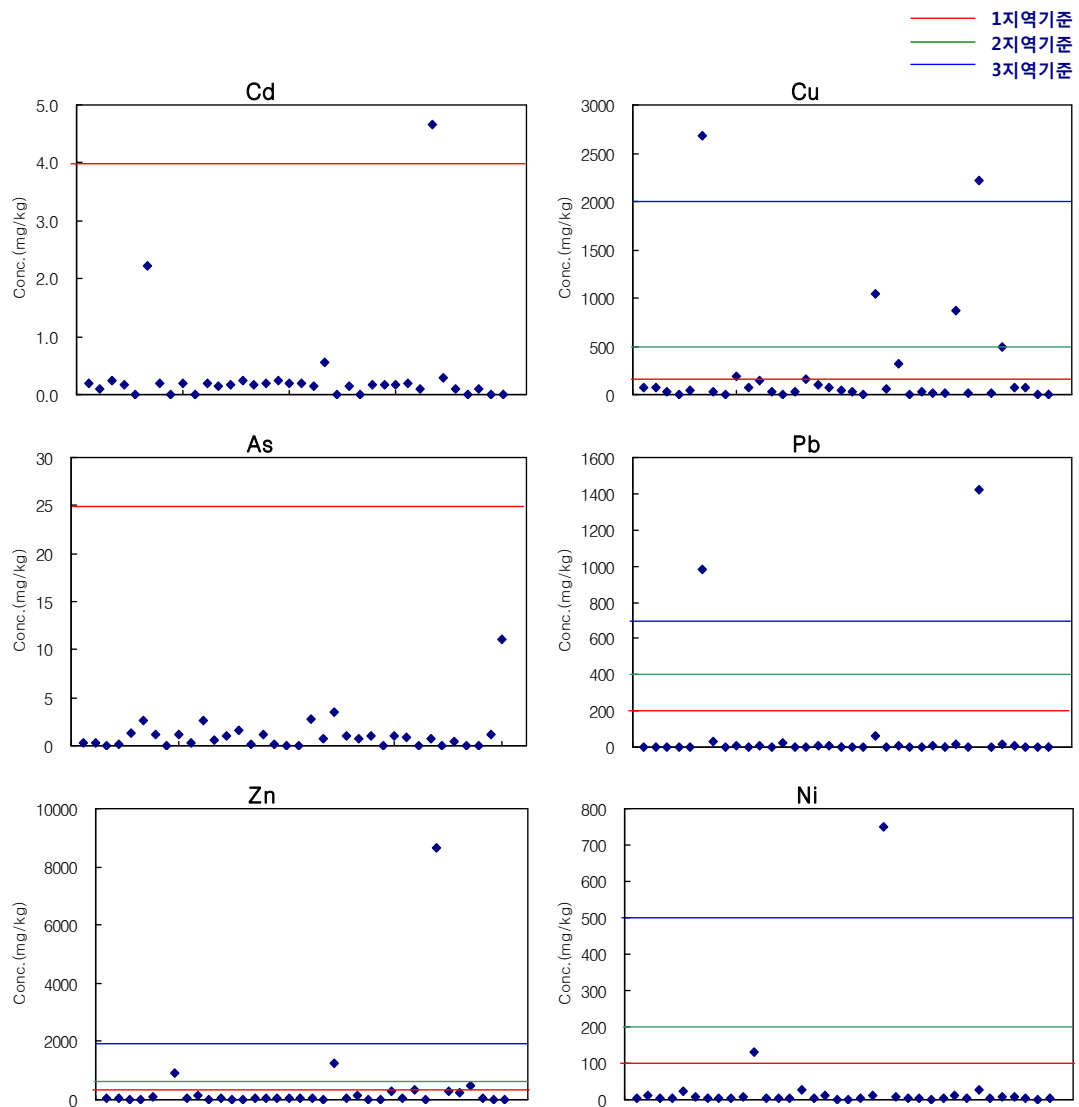 1지역기준
2지역기준
3지역기준
Cd
Conc.(mg/kg)
5.0
4.0
3.0
2.0
1.0
0.0
Cu
Conc.(mg/kg)
3000
2500
2000
1500
1000
500
0
As
Conc.(mg/kg)
30
25
20
15
10
5
0
Pb
Conc.(mg/kg)
1600
1400
1200
1000
800
600
400
200
0
Zn
Conc.(mg/kg)
10000
8000
6000
4000
2000
0
Ni
Conc.(mg/kg)
800
700
600
500
400
300
200
100
0